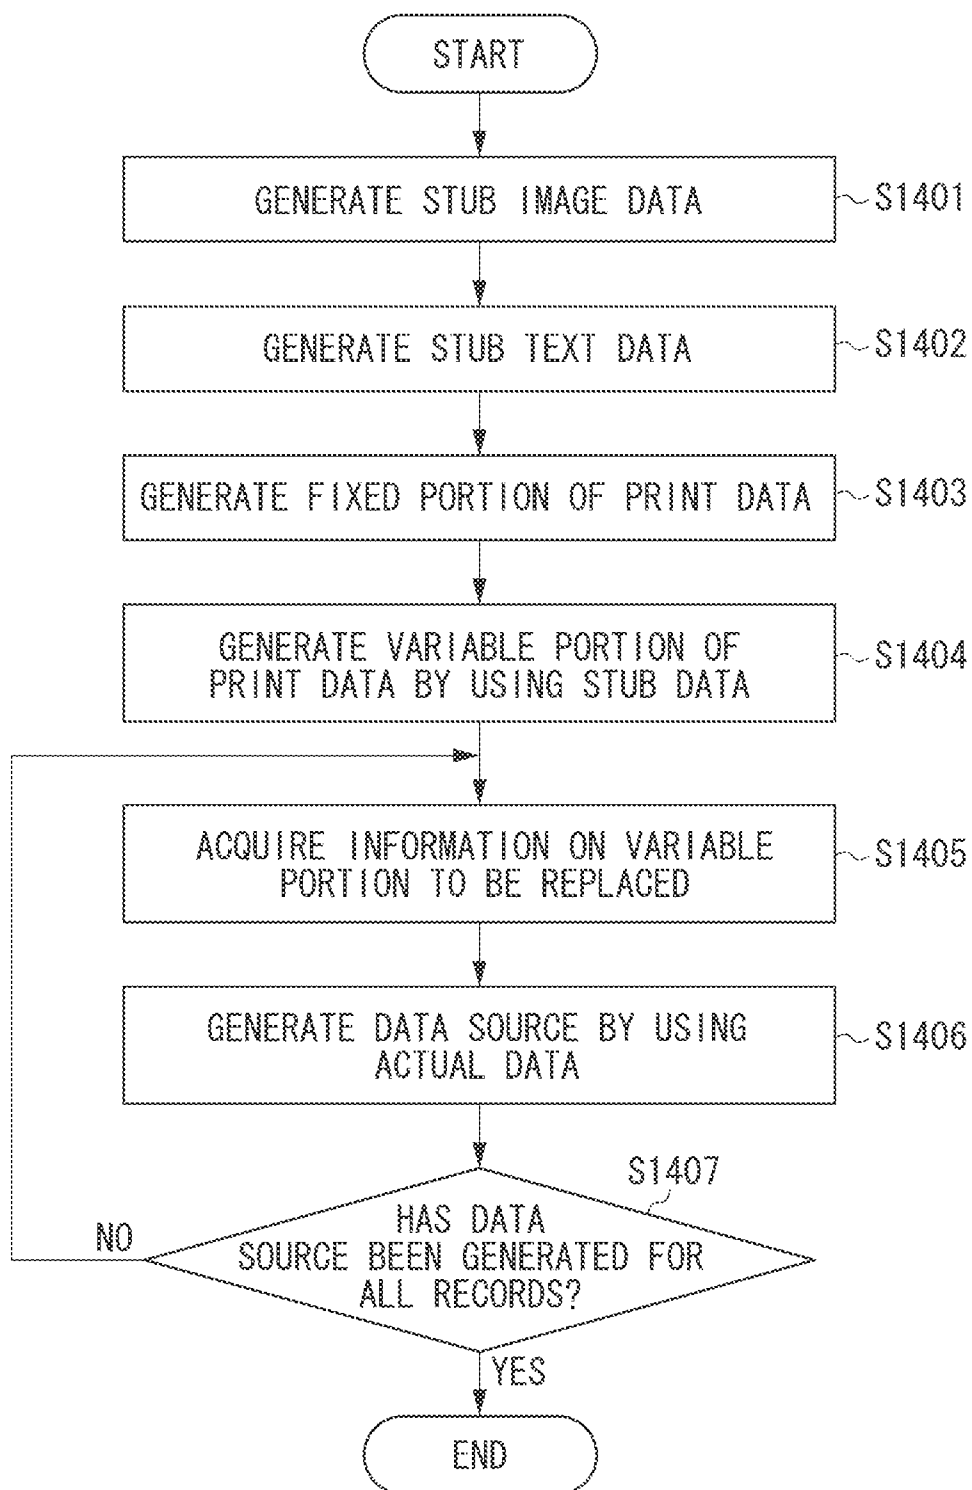 START
GENERATE STUB IMAGE DATA
S1401
GENERATE STUB TEXT DATA
S1402
GENERATE FIXED PORTION OF PRINT DATA
S1403
GENERATE VARIABLE PORTION OF
PRINT DATA BY USING STUB DATA
S1404
ACQUIRE INFORMATION ON VARIABLE
PORTION TO BE REPLACED
S1405
GENERATE DATA SOURCE BY USING
ACTUAL DATA
S1406
S1407
HAS DATA
SOURCE BEEN GENERATED FOR
ALL RECORDS?
NO
YES
END